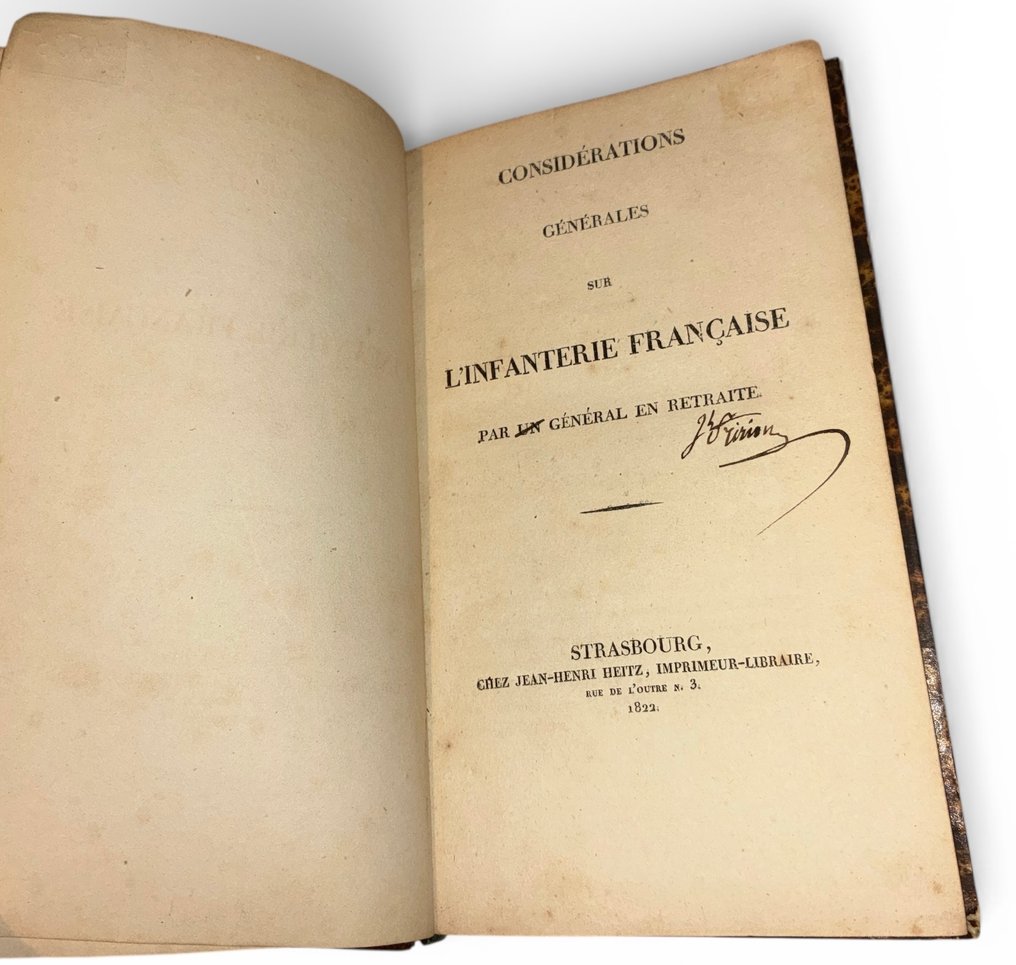 CONSIDÉRATIONS
GÉNÉRALES
SUR
L'INFANTERIE FRANÇAISE
PAR UN GÉNÉRAL EN RETRAITE.
STRASBOURG,
CHEZ JEAN-HENRI HEITZ, IMPRIMEUR-LIBRAIRE,
RUE DE L'OUTRE N. 3.
1822.